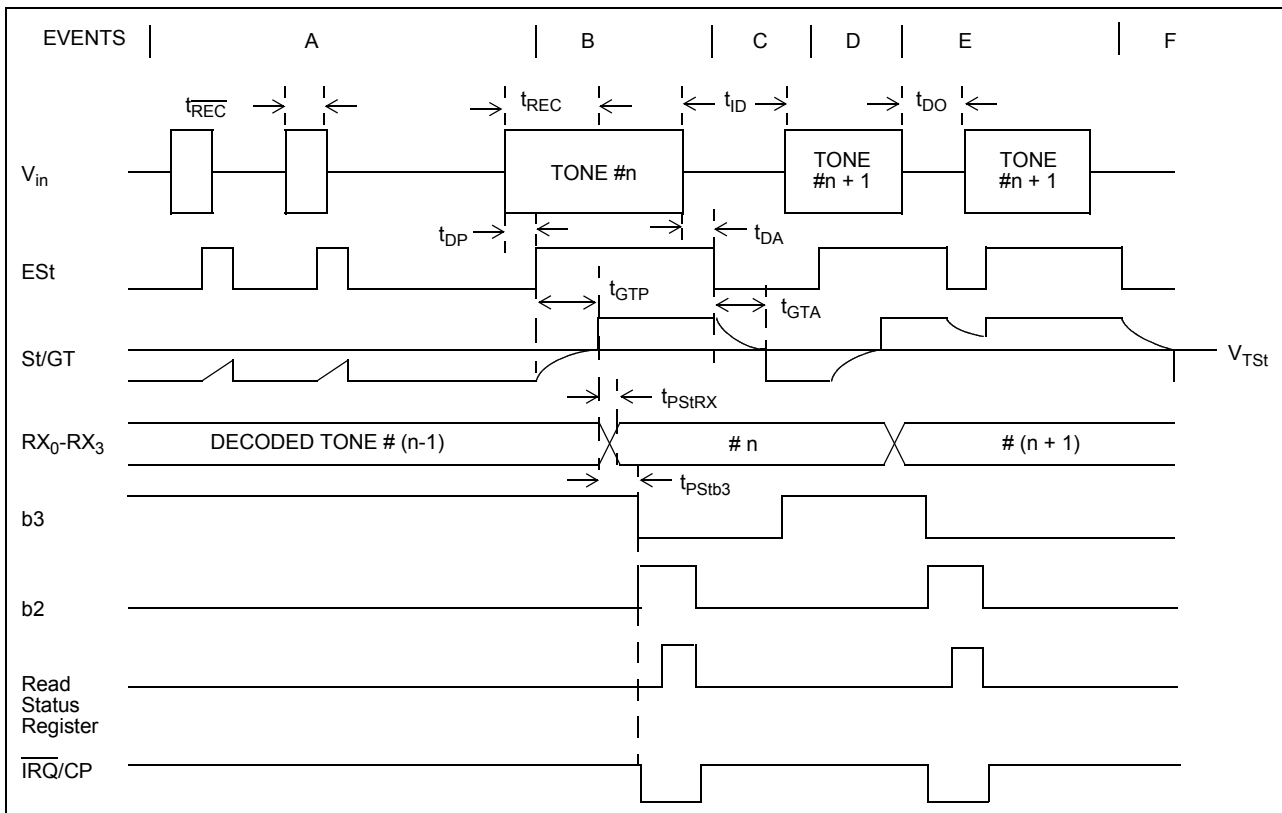 EVENTS A B C D E F
tREC tREC tID tDO
Vin TONE #n TONE #n + 1 TONE #n + 1
tDP tDA
ESt
tGTP tGTA
St/GT VTSt
tPStRX
RX0-RX3 DECODED TONE # (n-1) # n # (n + 1)
tPStb3
b3
b2
Read
Status
Register
IRQ/CP